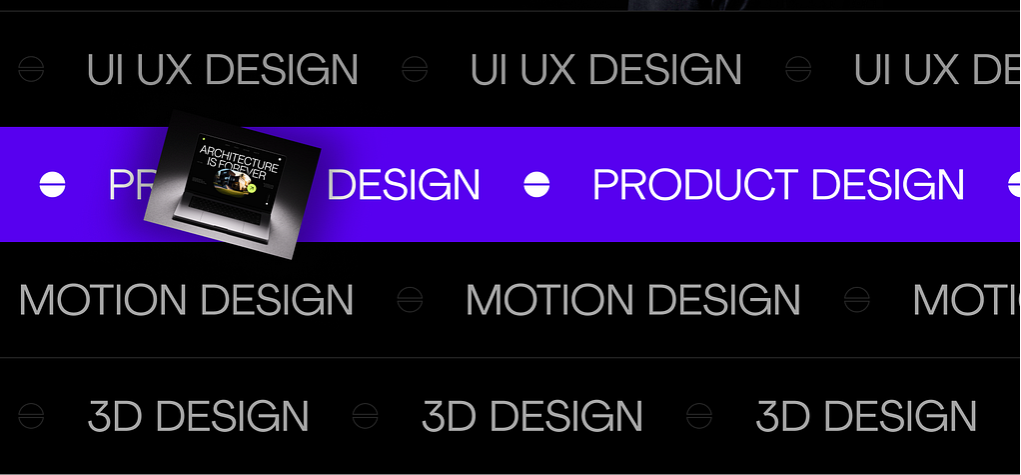 UI UX DESIGN UI UX DESIGN UI UX DE
PR DESIGN PRODUCT DESIGN
ARCHITECTURE
IS FOREVER
MOTION DESIGN MOTION DESIGN MOTI
3D DESIGN 3D DESIGN 3D DESIGN